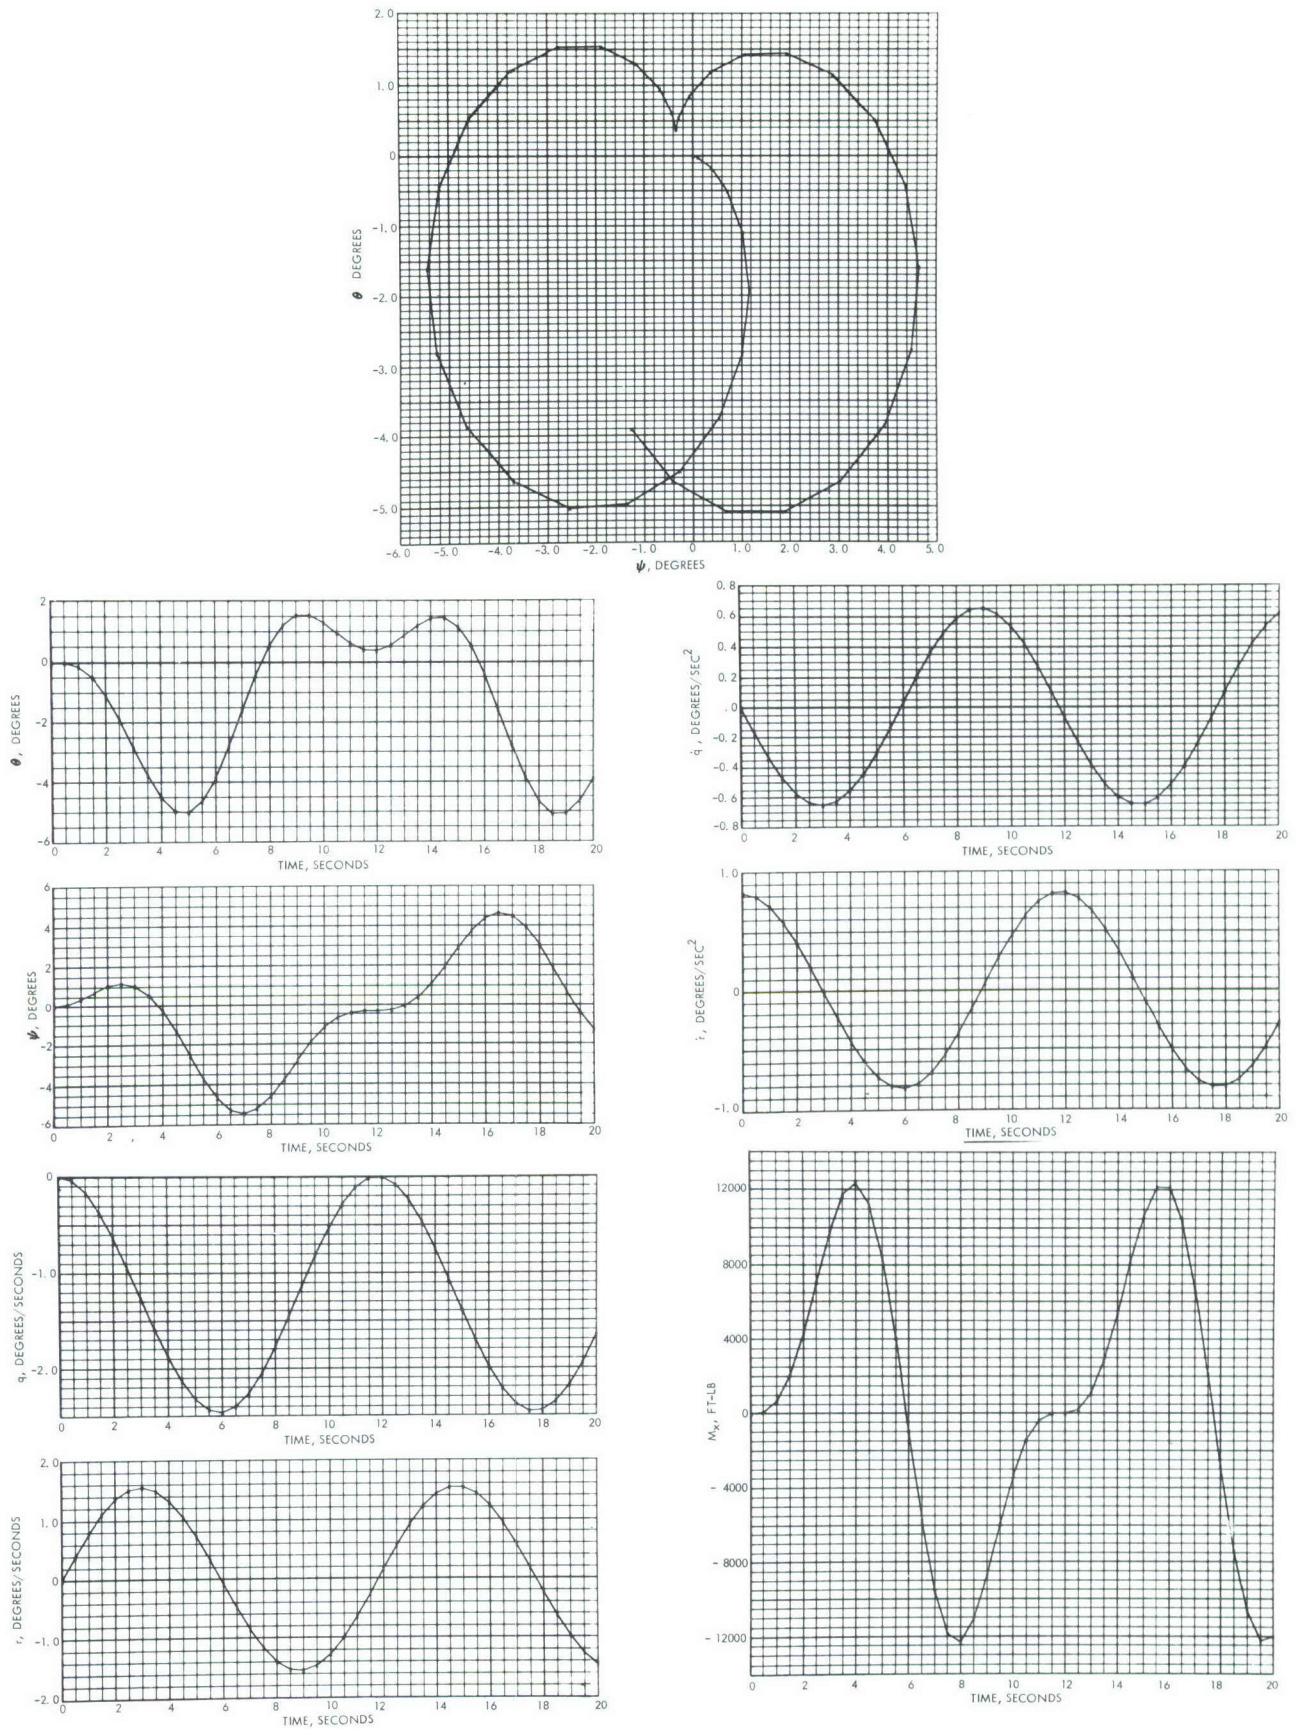 2.0
1.0
0
-1.0
-2.0
-3.0
-4.0
-5.0
θ DEGREES
-6.0 -5.0 -4.0 -3.0 -2.0 -1.0 0 1.0 2.0 3.0 4.0 5.0
ψ, DEGREES
2
0
-2
-4
-6
θ, DEGREES
0 2 4 6 8 10 12 14 16 18 20
TIME, SECONDS
0.8
0.6
0.4
0.2
.0
-0.2
-0.4
-0.6
-0.8
q̇, DEGREES/SEC²
0 2 4 6 8 10 12 14 16 18 20
TIME, SECONDS
6
4
2
0
-2
-4
-6
ψ, DEGREES
0 2 4 6 8 10 12 14 16 18 20
TIME, SECONDS
1.0
0
-1.0
ṙ, DEGREES/SEC²
0 2 4 6 8 10 12 14 16 18 20
TIME, SECONDS
0
-1.0
-2.0
q, DEGREES/SECONDS
0 2 4 6 8 10 12 14 16 18 20
TIME, SECONDS
12000
8000
4000
0
- 4000
- 8000
- 12000
Mₓ, FT-LB
0 2 4 6 8 10 12 14 16 18 20
TIME, SECONDS
2.0
1.0
0
-1.0
-2.0
r, DEGREES/SECONDS
0 2 4 6 8 10 12 14 16 18 20
TIME, SECONDS